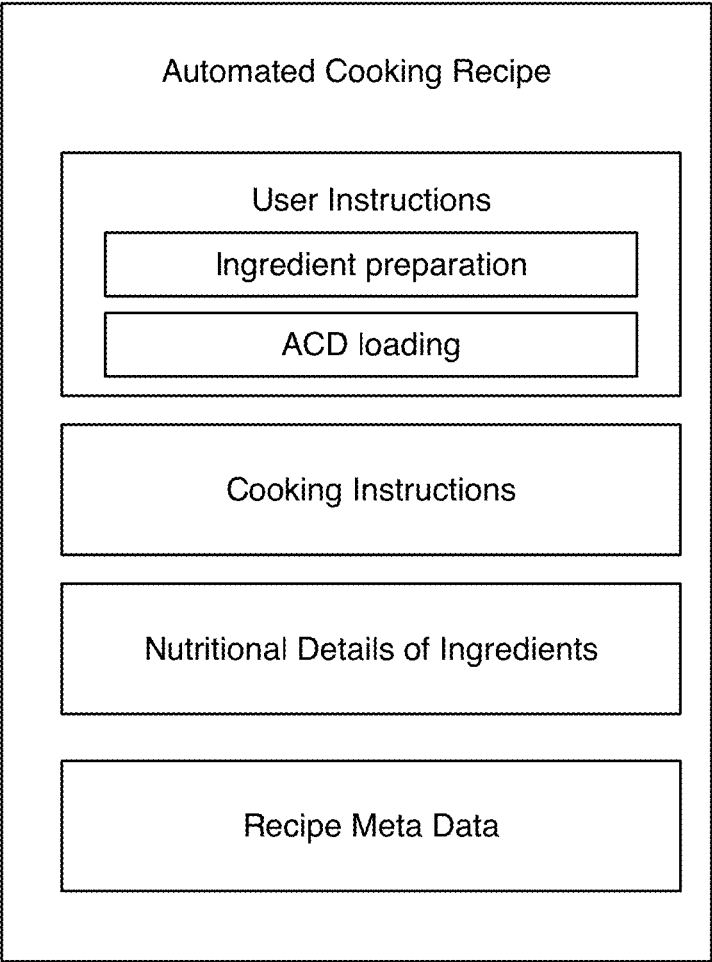 Automated Cooking Recipe
User Instructions
Ingredient preparation
ACD loading
Cooking Instructions
Nutritional Details of Ingredients
Recipe Meta Data